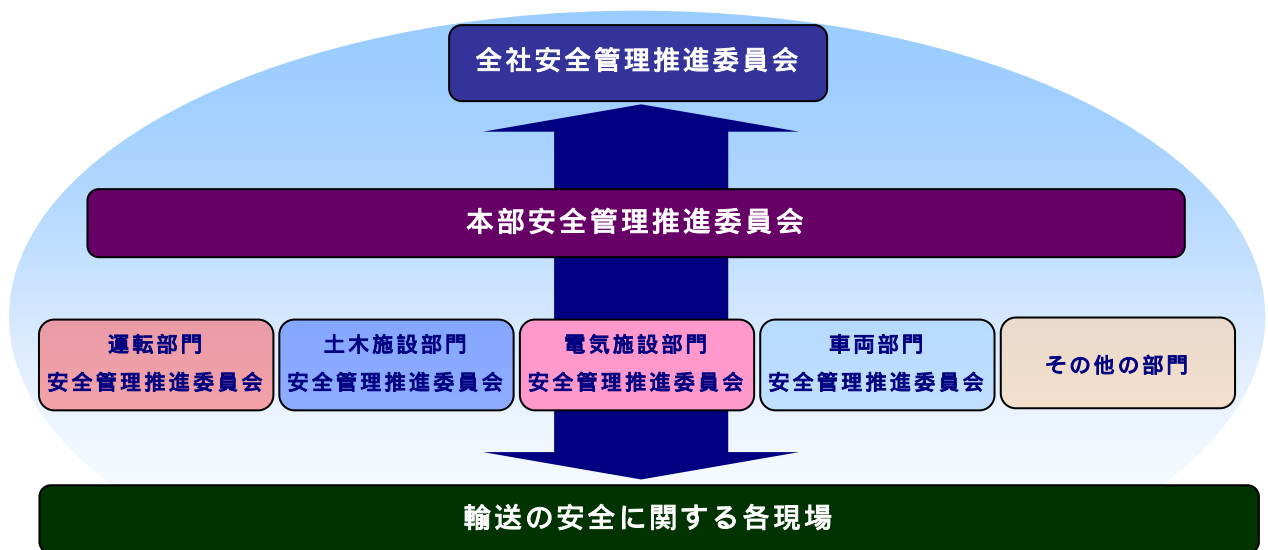 全社安全管理推進委員会
本部安全管理推進委員会
運転部門
安全管理推進委員会
土木施設部門
安全管理推進委員会
電気施設部門
安全管理推進委員会
車両部門
安全管理推進委員会
その他の部門
輸送の安全に関する各現場